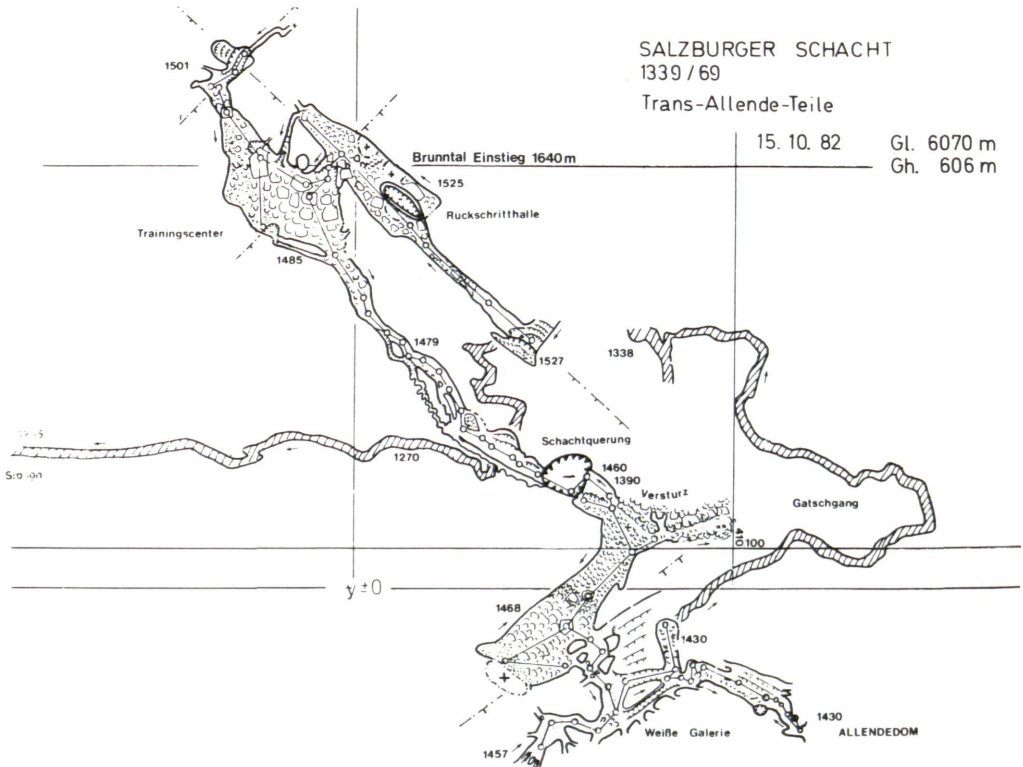 SALZBURGER SCHACHT
1339/69
Trans-Allende-Teile
15. 10. 82
Gl. 6070 m
Gh. 606 m
1501
Brunntal Einstieg 1640 m
1525
Rückschritthalle
Trainingscenter
1485
1479
1527
1338
Schachtquerung
1270
1460
1390
Versturz
Gatschgang
100
y±0
1468
1430
1430
Weiße Galerie
ALLENDEDOM
1457